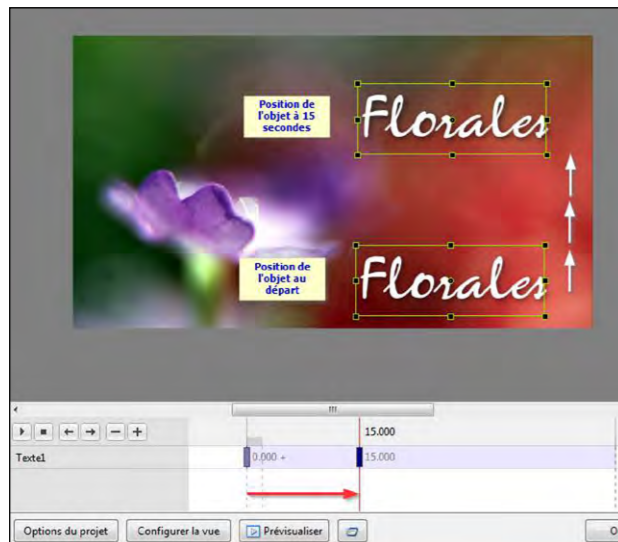 Position de
l'objet à 15
secondes
Florales
Position de
l'objet au
départ
Florales
15.000
Texte1
0.000 +
15.000
Options du projet
Configurer la vue
Prévisualiser
O